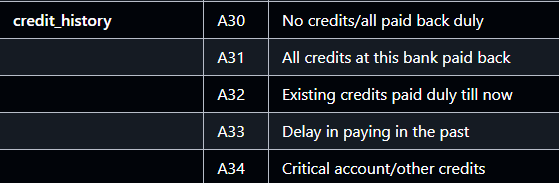 credit_history A30 No credits/all paid back duly
A31 All credits at this bank paid back
A32 Existing credits paid duly till now
A33 Delay in paying in the past
A34 Critical account/other credits